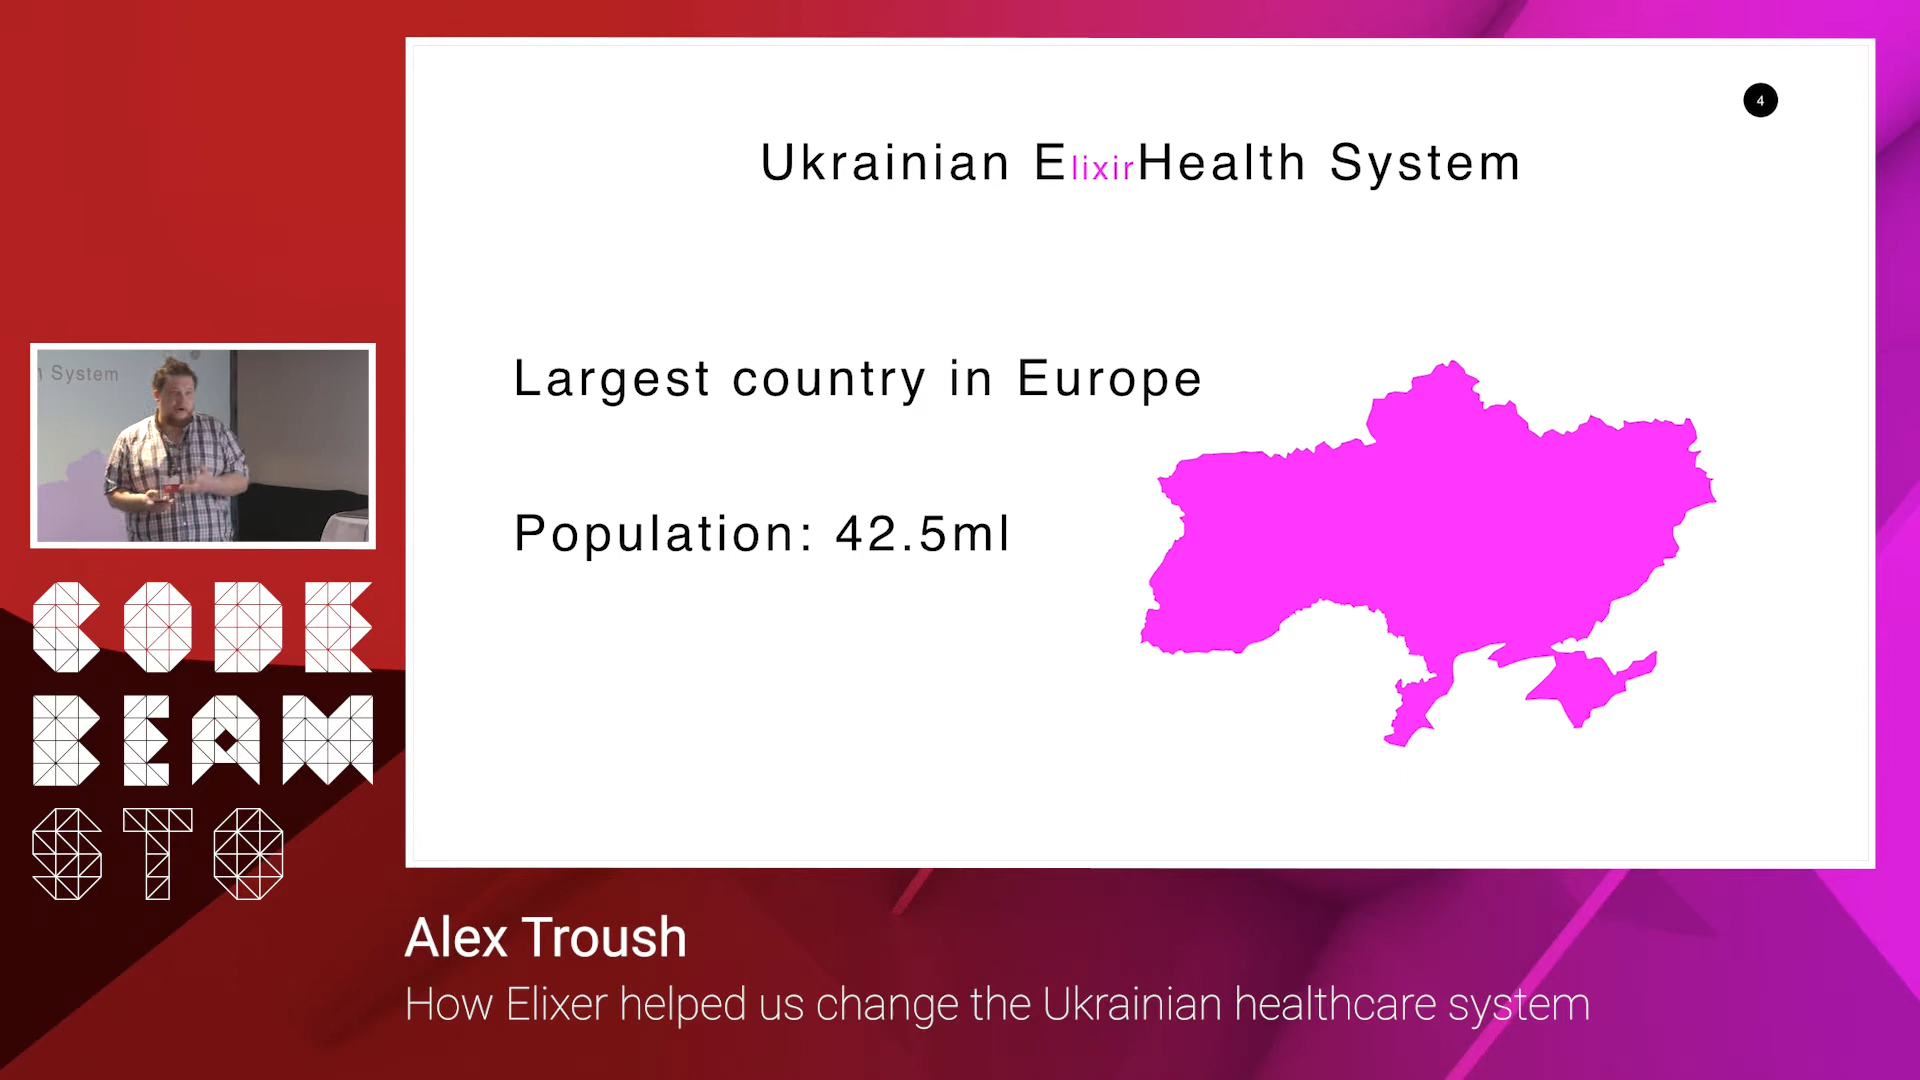 4
Ukrainian ElixirHealth System
Largest country in Europe
Population: 42.5ml
System
CODE
BEAM
STO
Alex Troush
How Elixer helped us change the Ukrainian healthcare system